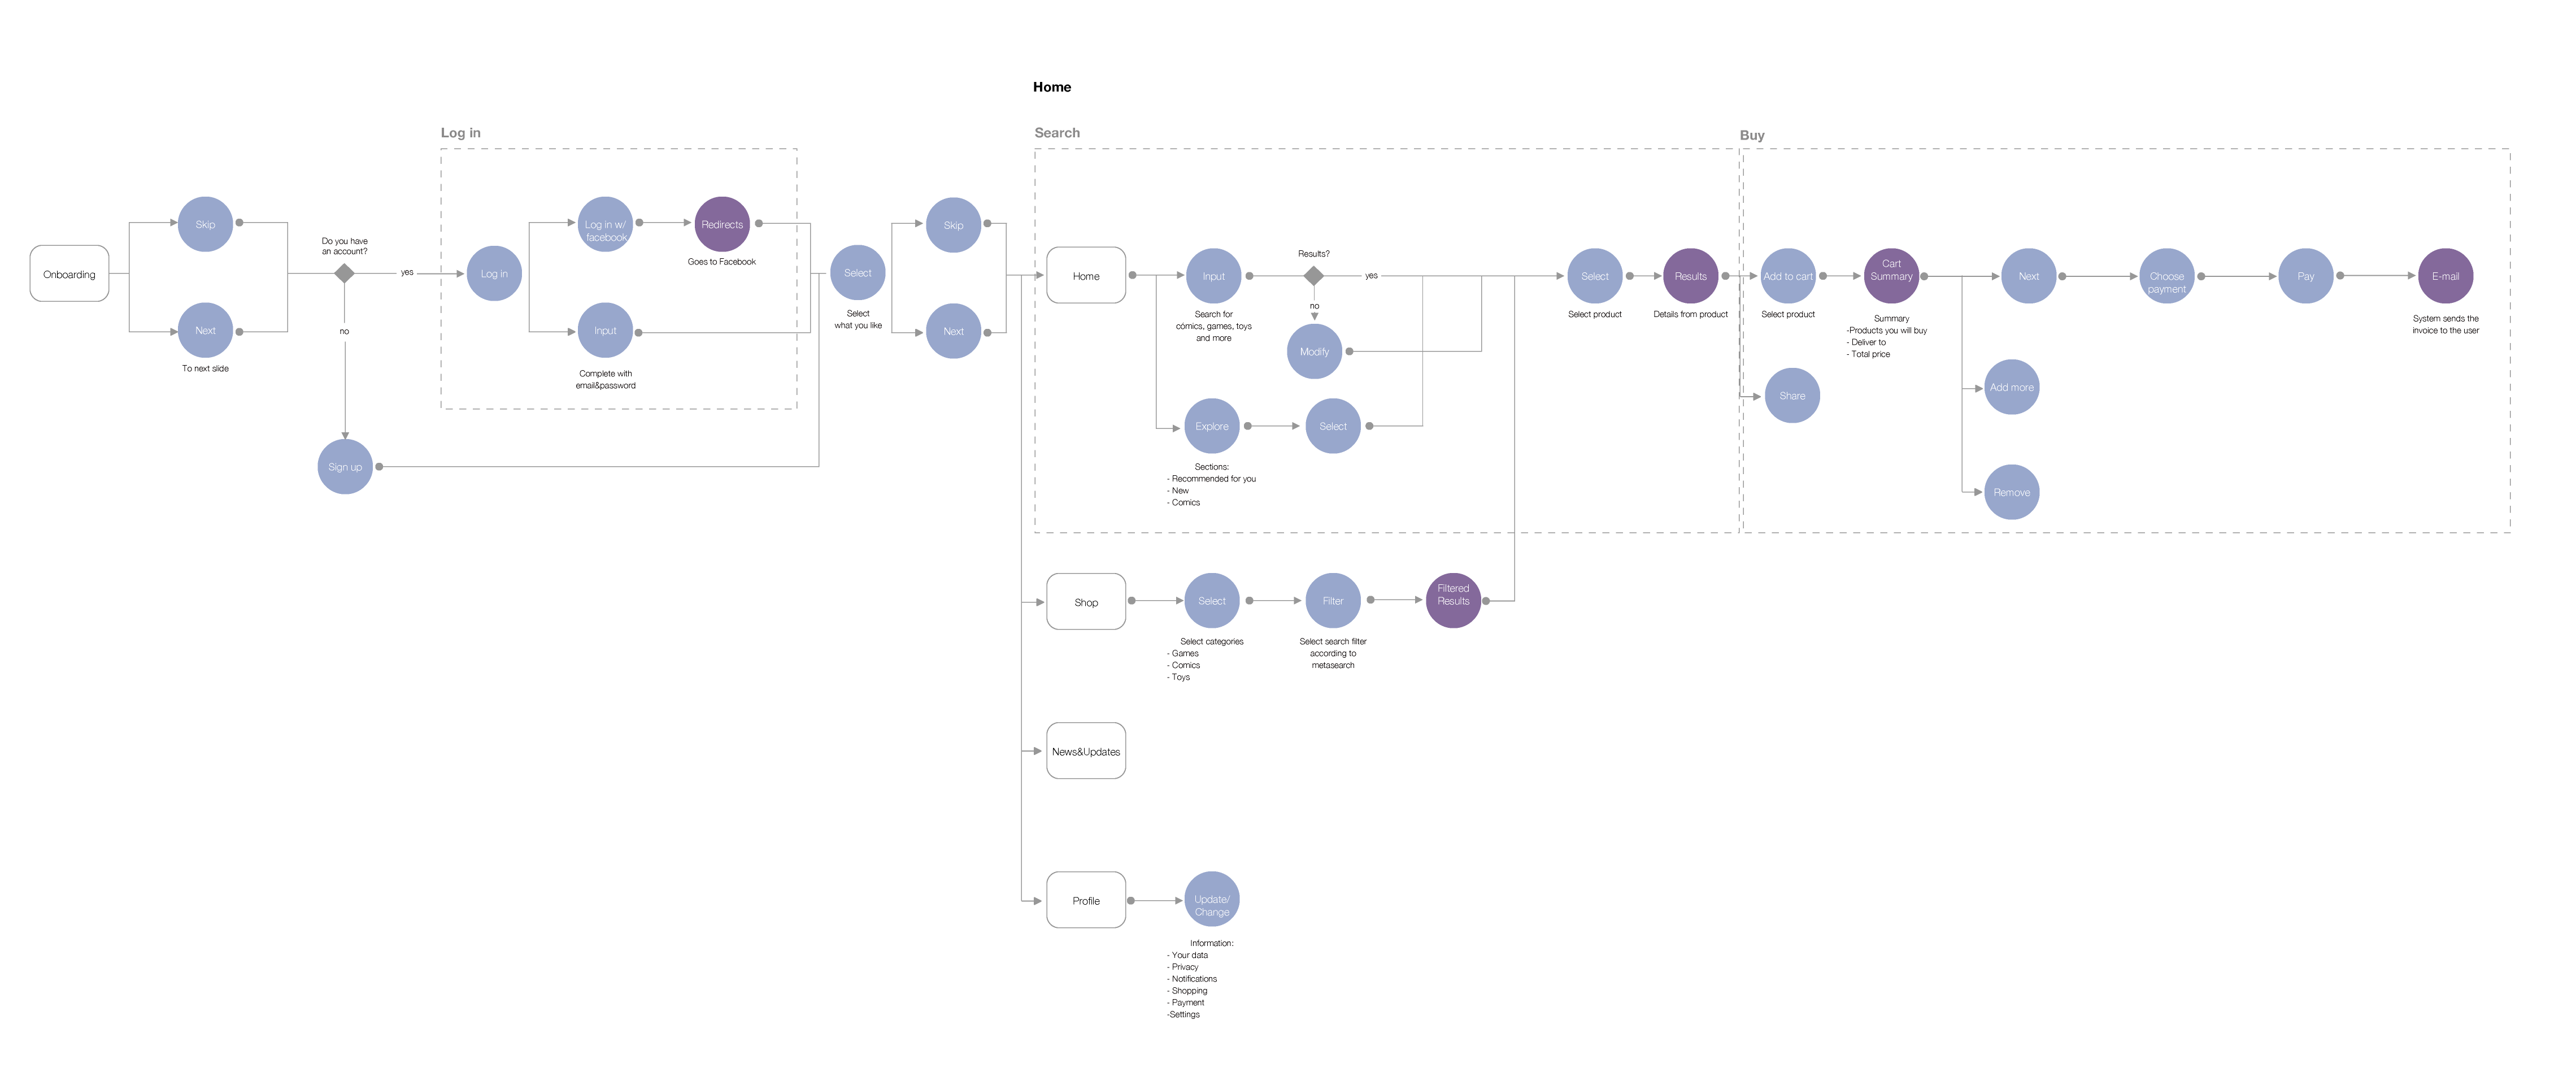 Home
Log in
Search
Buy
Onboarding
Skip
Next
To next slide
Do you have
an account?
yes
no
Sign up
Log in
Log in w/
facebook
Redirects
Goes to Facebook
Input
Complete with
email&password
Select
Select
what you like
Skip
Next
Home
Input
Search for
cómics, games, toys
and more
Results?
yes
no
Modify
Explore
Sections:
- Recommended for you
- New
- Comics
Select
Select
Select product
Results
Details from product
Add to cart
Select product
Share
Cart
Summary
Summary
-Products you will buy
- Deliver to
- Total price
Next
Add more
Remove
Choose
payment
Pay
E-mail
System sends the
invoice to the user
Shop
Select
Select categories
- Games
- Comics
- Toys
Filter
Select search filter
according to
metasearch
Filtered
Results
News&Updates
Profile
Update/
Change
Information:
- Your data
- Privacy
- Notifications
- Shopping
- Payment
-Settings